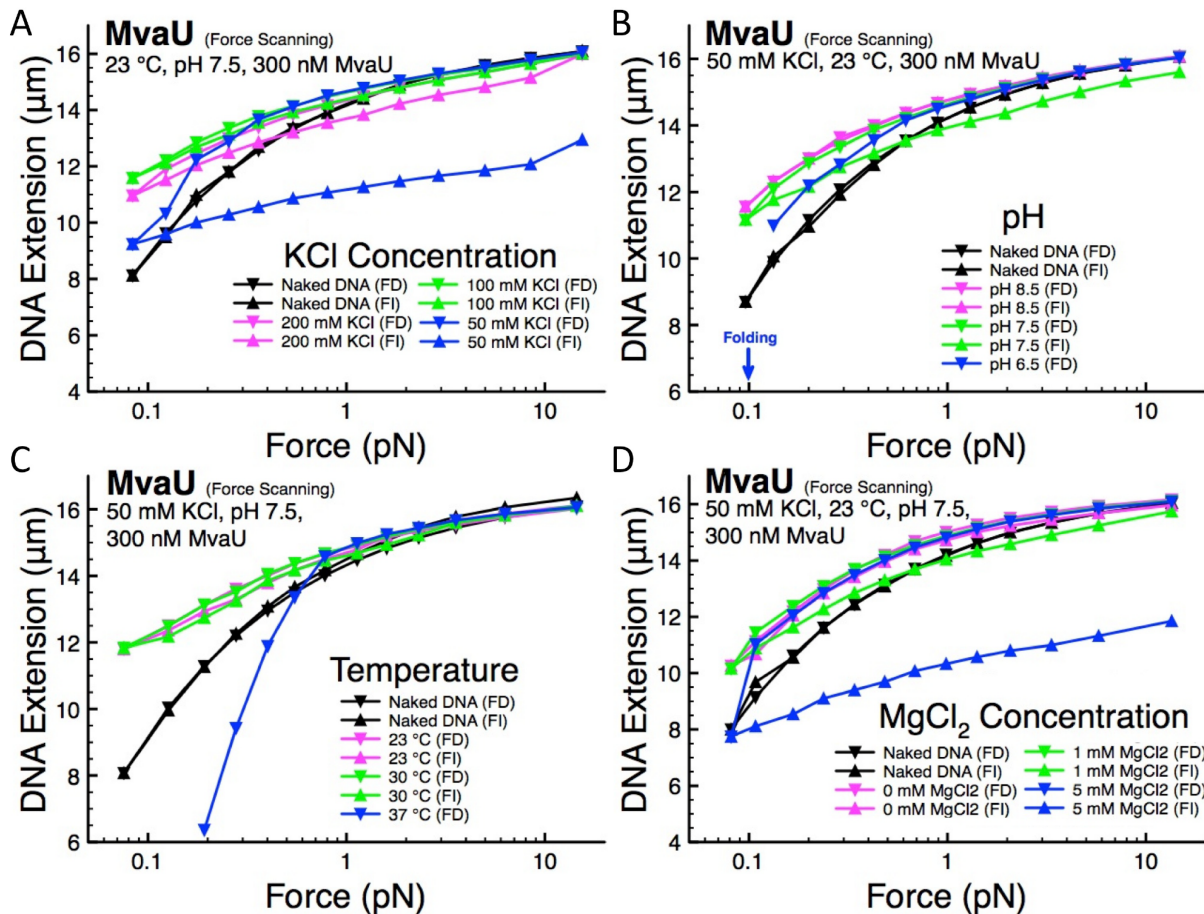 A
MvaU (Force Scanning)
23 °C, pH 7.5, 300 nM MvaU
DNA Extension (µm)
16
14
12
10
8
6
4
KCl Concentration
Naked DNA (FD)
Naked DNA (FI)
200 mM KCl (FD)
200 mM KCl (FI)
100 mM KCl (FD)
100 mM KCl (FI)
50 mM KCl (FD)
50 mM KCl (FI)
0.1 1 10
Force (pN)
B
MvaU (Force Scanning)
50 mM KCl, 23 °C, 300 nM MvaU
DNA Extension (µm)
16
14
12
10
8
6
pH
Naked DNA (FD)
Naked DNA (FI)
pH 8.5 (FD)
pH 8.5 (FI)
pH 7.5 (FD)
pH 7.5 (FI)
pH 6.5 (FD)
Folding
0.1 1 10
Force (pN)
C
MvaU (Force Scanning)
50 mM KCl, pH 7.5,
300 nM MvaU
DNA Extension (µm)
16
14
12
10
8
6
Temperature
Naked DNA (FD)
Naked DNA (FI)
23 °C (FD)
23 °C (FI)
30 °C (FD)
30 °C (FI)
37 °C (FD)
0.1 1 10
Force (pN)
D
MvaU (Force Scanning)
50 mM KCl, 23 °C, pH 7.5,
300 nM MvaU
DNA Extension (µm)
16
14
12
10
8
6
4
MgCl₂ Concentration
Naked DNA (FD)
Naked DNA (FI)
0 mM MgCl2 (FD)
0 mM MgCl2 (FI)
1 mM MgCl2 (FD)
1 mM MgCl2 (FI)
5 mM MgCl2 (FD)
5 mM MgCl2 (FI)
0.1 1 10
Force (pN)